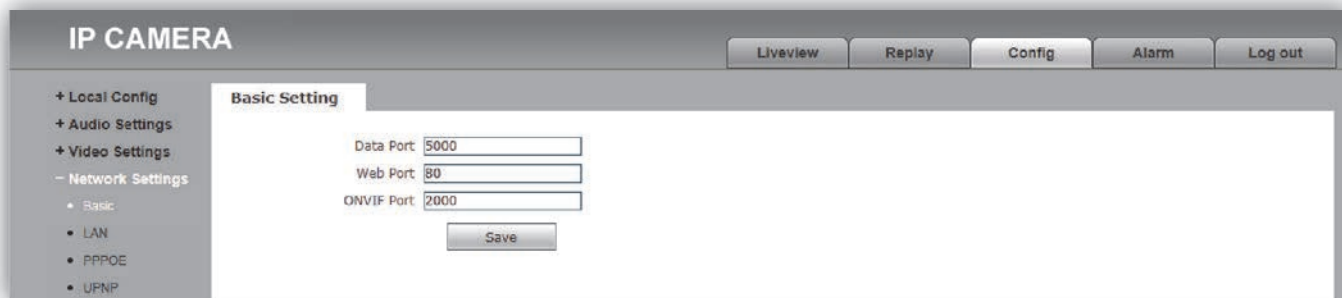 IP CAMERA
Liveview Replay Config Alarm Log out
+ Local Config
+ Audio Settings
+ Video Settings
− Network Settings
• Basic
• LAN
• PPPOE
• UPNP
Basic Setting
Data Port 5000
Web Port 80
ONVIF Port 2000
Save